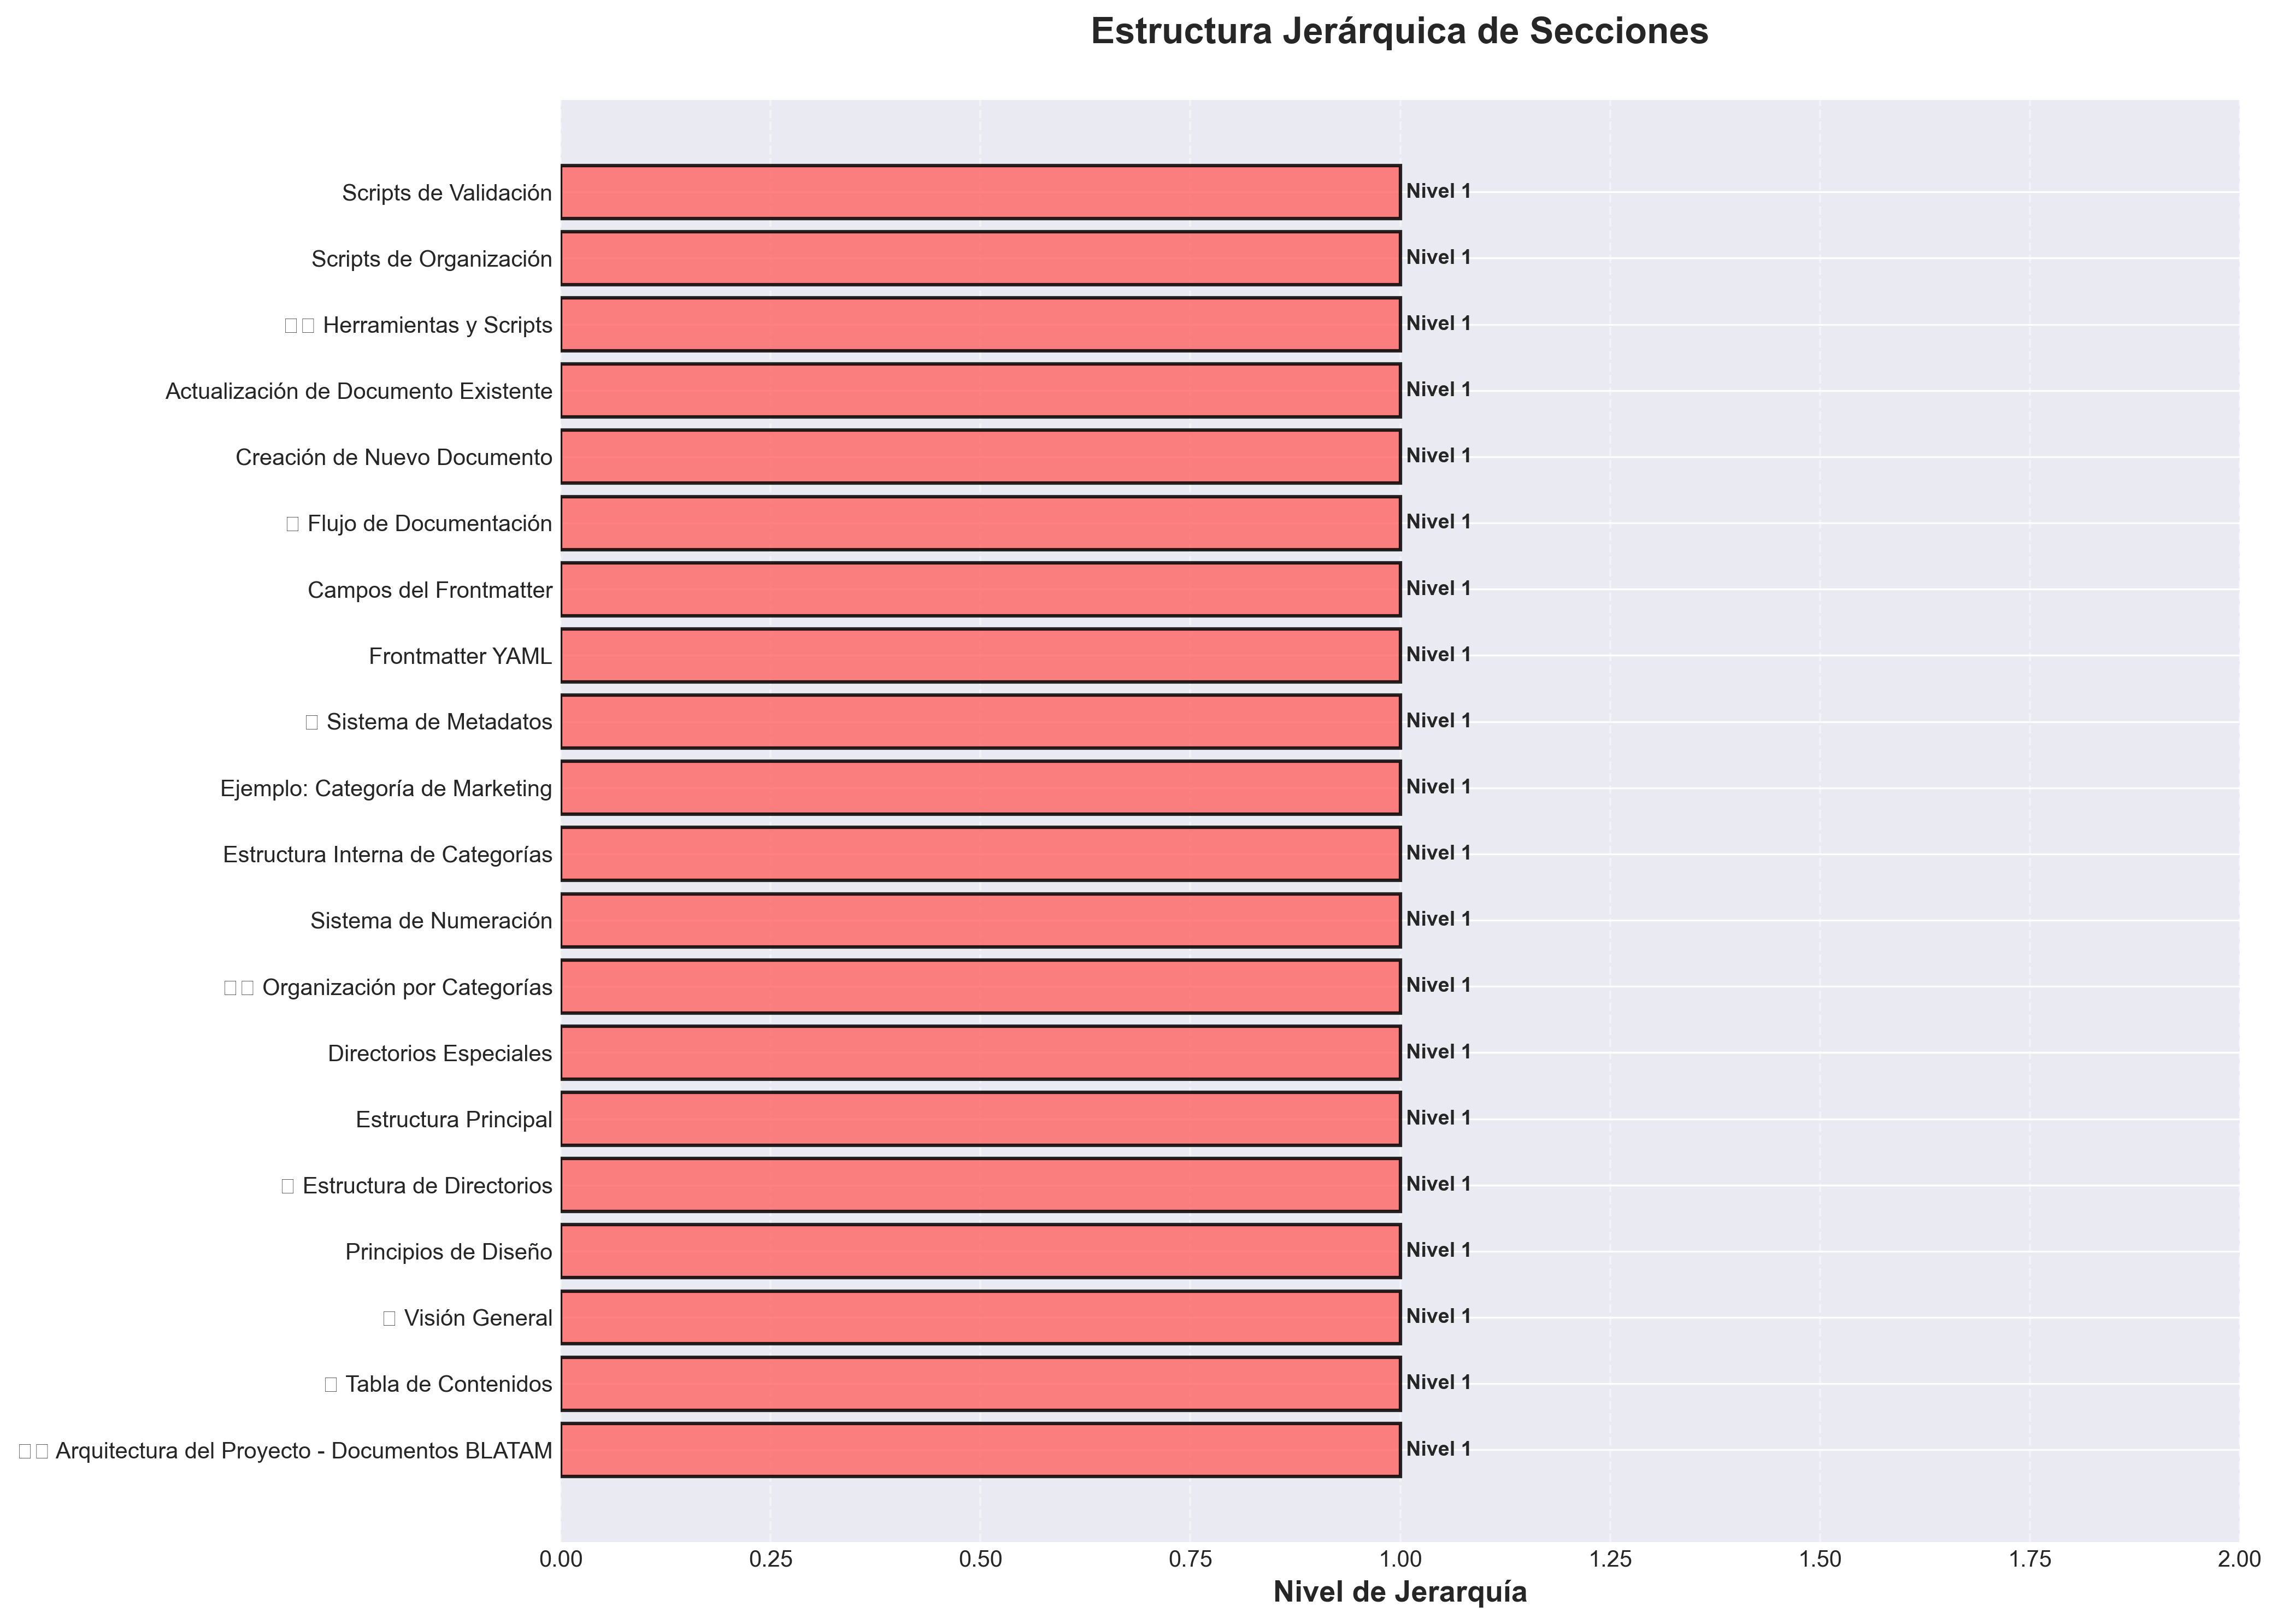 Estructura Jerárquica de Secciones
Scripts de Validación Nivel 1
Scripts de Organización Nivel 1
Herramientas y Scripts Nivel 1
Actualización de Documento Existente Nivel 1
Creación de Nuevo Documento Nivel 1
Flujo de Documentación Nivel 1
Campos del Frontmatter Nivel 1
Frontmatter YAML Nivel 1
Sistema de Metadatos Nivel 1
Ejemplo: Categoría de Marketing Nivel 1
Estructura Interna de Categorías Nivel 1
Sistema de Numeración Nivel 1
Organización por Categorías Nivel 1
Directorios Especiales Nivel 1
Estructura Principal Nivel 1
Estructura de Directorios Nivel 1
Principios de Diseño Nivel 1
Visión General Nivel 1
Tabla de Contenidos Nivel 1
Arquitectura del Proyecto - Documentos BLATAM Nivel 1
0.00 0.25 0.50 0.75 1.00 1.25 1.50 1.75 2.00
Nivel de Jerarquía